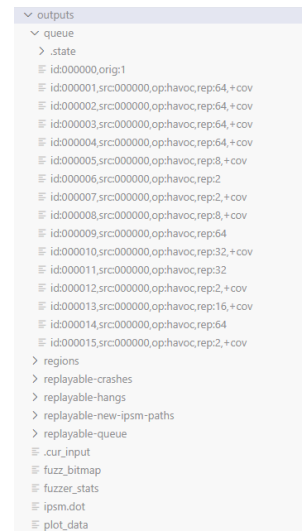 outputs
queue
.state
id:000000,orig:1
id:000001,src:000000,op:havoc,rep:64,+cov
id:000002,src:000000,op:havoc,rep:64,+cov
id:000003,src:000000,op:havoc,rep:64,+cov
id:000004,src:000000,op:havoc,rep:64,+cov
id:000005,src:000000,op:havoc,rep:8,+cov
id:000006,src:000000,op:havoc,rep:2
id:000007,src:000000,op:havoc,rep:2,+cov
id:000008,src:000000,op:havoc,rep:8,+cov
id:000009,src:000000,op:havoc,rep:64
id:000010,src:000000,op:havoc,rep:32,+cov
id:000011,src:000000,op:havoc,rep:32
id:000012,src:000000,op:havoc,rep:2,+cov
id:000013,src:000000,op:havoc,rep:16,+cov
id:000014,src:000000,op:havoc,rep:64
id:000015,src:000000,op:havoc,rep:2,+cov
regions
replayable-crashes
replayable-hangs
replayable-new-ipsm-paths
replayable-queue
.cur_input
fuzz_bitmap
fuzzer_stats
ipsm.dot
plot_data